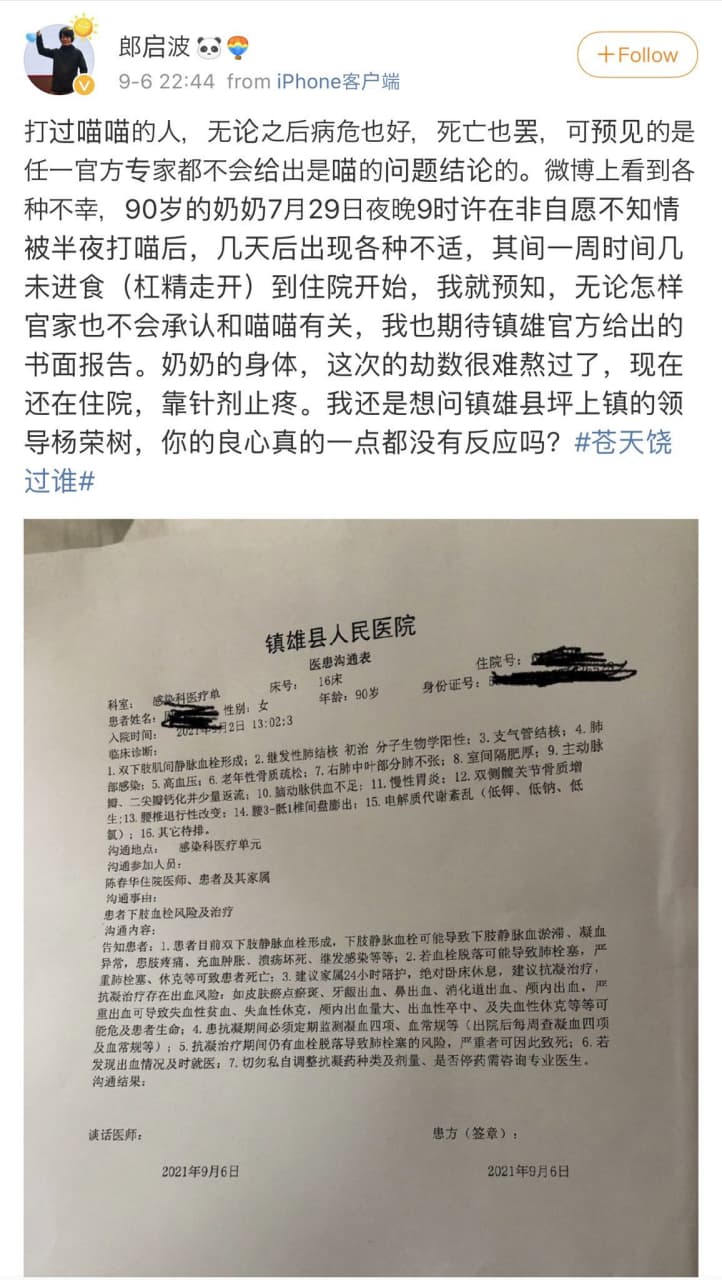 郎启波🐼
9-6 22:44 from iPhone客户端
+Follow
打过喵喵的人，无论之后病危也好，死亡也罢，可预见的是
任一官方专家都不会给出是喵的问题结论的。微博上看到各
种不幸，90岁的奶奶7月29日夜晚9时许在非自愿不知情
被半夜打喵后，几天后出现各种不适，其间一周时间几
未进食（杠精走开）到住院开始，我就预知，无论怎样
官家也不会承认和喵喵有关，我也期待镇雄官方给出的
书面报告。奶奶的身体，这次的劫数很难熬过了，现在
还在住院，靠针剂止疼。我还是想问镇雄县坪上镇的领
导杨荣树，你的良心真的一点都没有反应吗？#苍天饶
过谁#
镇雄县人民医院
医患沟通表
科室： 感染科医疗单 床号： 16床 住院号：
患者姓名： 性别：女 年龄：90岁 身份证号：
入院时间： 2021年9月2日 13:02:3
临床诊断：
1.双下肢肌间静脉血栓形成；2.继发性肺结核 初治 分子生物学阳性；3.支气管结核；4.肺
部感染；5.高血压；6.老年性骨质疏松；7.右肺中叶部分肺不张；8.室间隔肥厚；9.主动脉
瓣、二尖瓣钙化并少量返流；10.脑动脉供血不足；11.慢性胃炎；12.双侧髋关节骨质增
生；13.腰椎退行性改变；14.腰3-骶1椎间盘膨出；15.电解质代谢紊乱（低钾、低钠、低
氯）；16.其它待排。
沟通地点： 感染科医疗单元
沟通参加人员：
陈春华住院医师、患者及其家属
沟通事由：
患者下肢血栓风险及治疗
沟通内容：
告知患者：1.患者目前双下肢静脉血栓形成，下肢静脉血栓可能导致下肢静脉血淤滞、凝血
异常，患肢疼痛、充血肿胀、溃疡坏死、继发感染等等；2.若血栓脱落可能导致肺栓塞，严
重肺栓塞、休克等可致患者死亡；3.建议家属24小时陪护，绝对卧床休息，建议抗凝治疗，
抗凝治疗存在出血风险：如皮肤瘀点瘀斑、牙龈出血、鼻出血、消化道出血、颅内出血，严
重出血可导致失血性贫血、失血性休克，颅内出血量大、出血性卒中、及失血性休克等等可
能危及患者生命；4.患抗凝期间必须定期监测凝血四项、血常规等（出院后每周查凝血四项
及血常规等）；5.抗凝治疗期间仍有血栓脱落导致肺栓塞的风险，严重者可因此致死；6.若
发现出血情况及时就医；7.切勿私自调整抗凝药种类及剂量、是否停药需咨询专业医生。
沟通结果：
谈话医师： 患方（签章）：
2021年9月6日 2021年9月6日